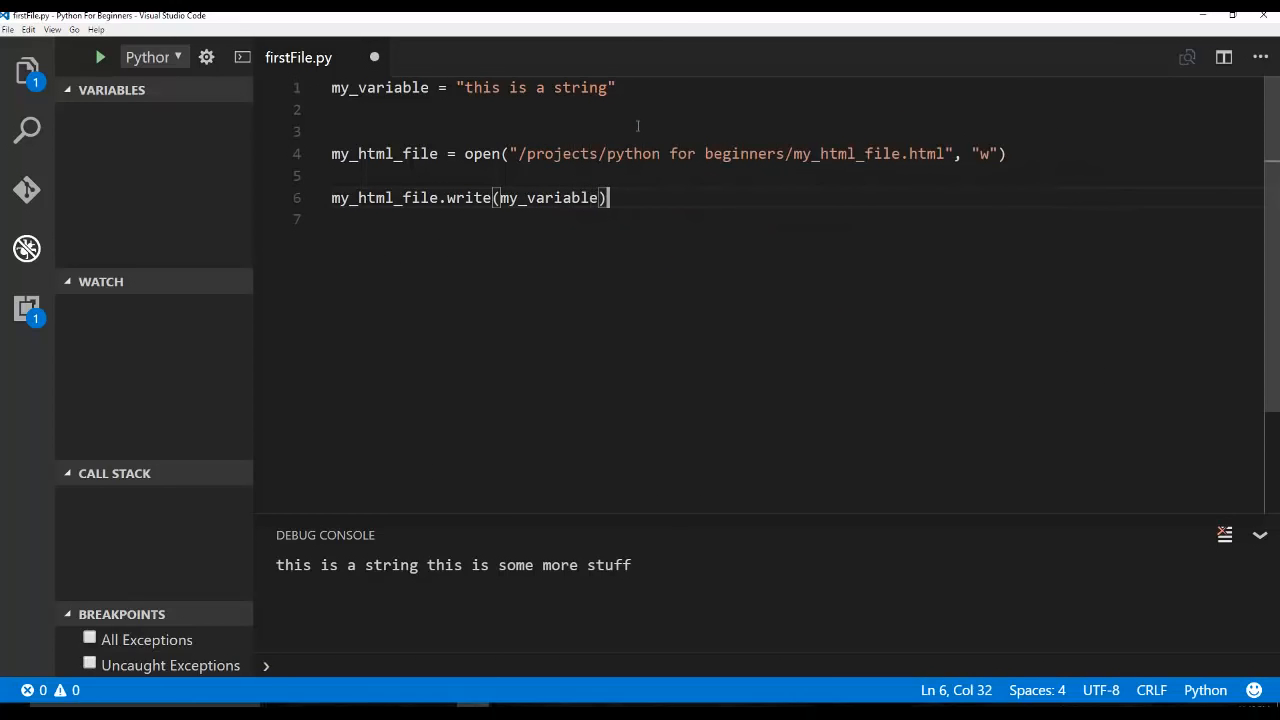 firstFile.py - Python For Beginners - Visual Studio Code
File Edit View Go Help
Python
firstFile.py
VARIABLES
1 my_variable = "this is a string"
2
3
4 my_html_file = open("/projects/python for beginners/my_html_file.html", "w")
5
6 my_html_file.write(my_variable)
7
1
1
WATCH
CALL STACK
DEBUG CONSOLE
this is a string this is some more stuff
BREAKPOINTS
All Exceptions
Uncaught Exceptions
0 0 Ln 6, Col 32 Spaces: 4 UTF-8 CRLF Python